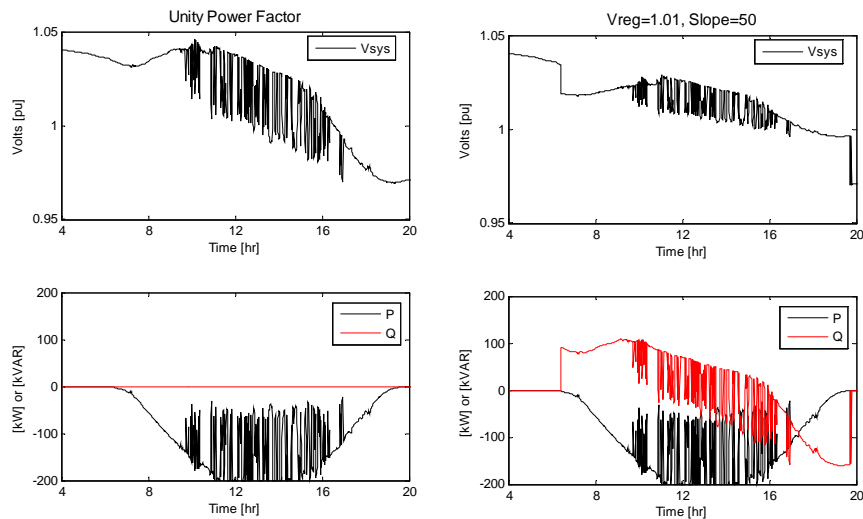 Unity Power Factor
1.05
1
0.95
Volts [pu]
Vsys
4 8 12 16 20
Time [hr]
Vreg=1.01, Slope=50
1.05
1
0.95
Volts [pu]
Vsys
4 8 12 16 20
Time [hr]
200
100
0
-100
-200
[kW] or [kVAR]
P
Q
4 8 12 16 20
Time [hr]
200
100
0
-100
-200
[kW] or [kVAR]
P
Q
4 8 12 16 20
Time [hr]